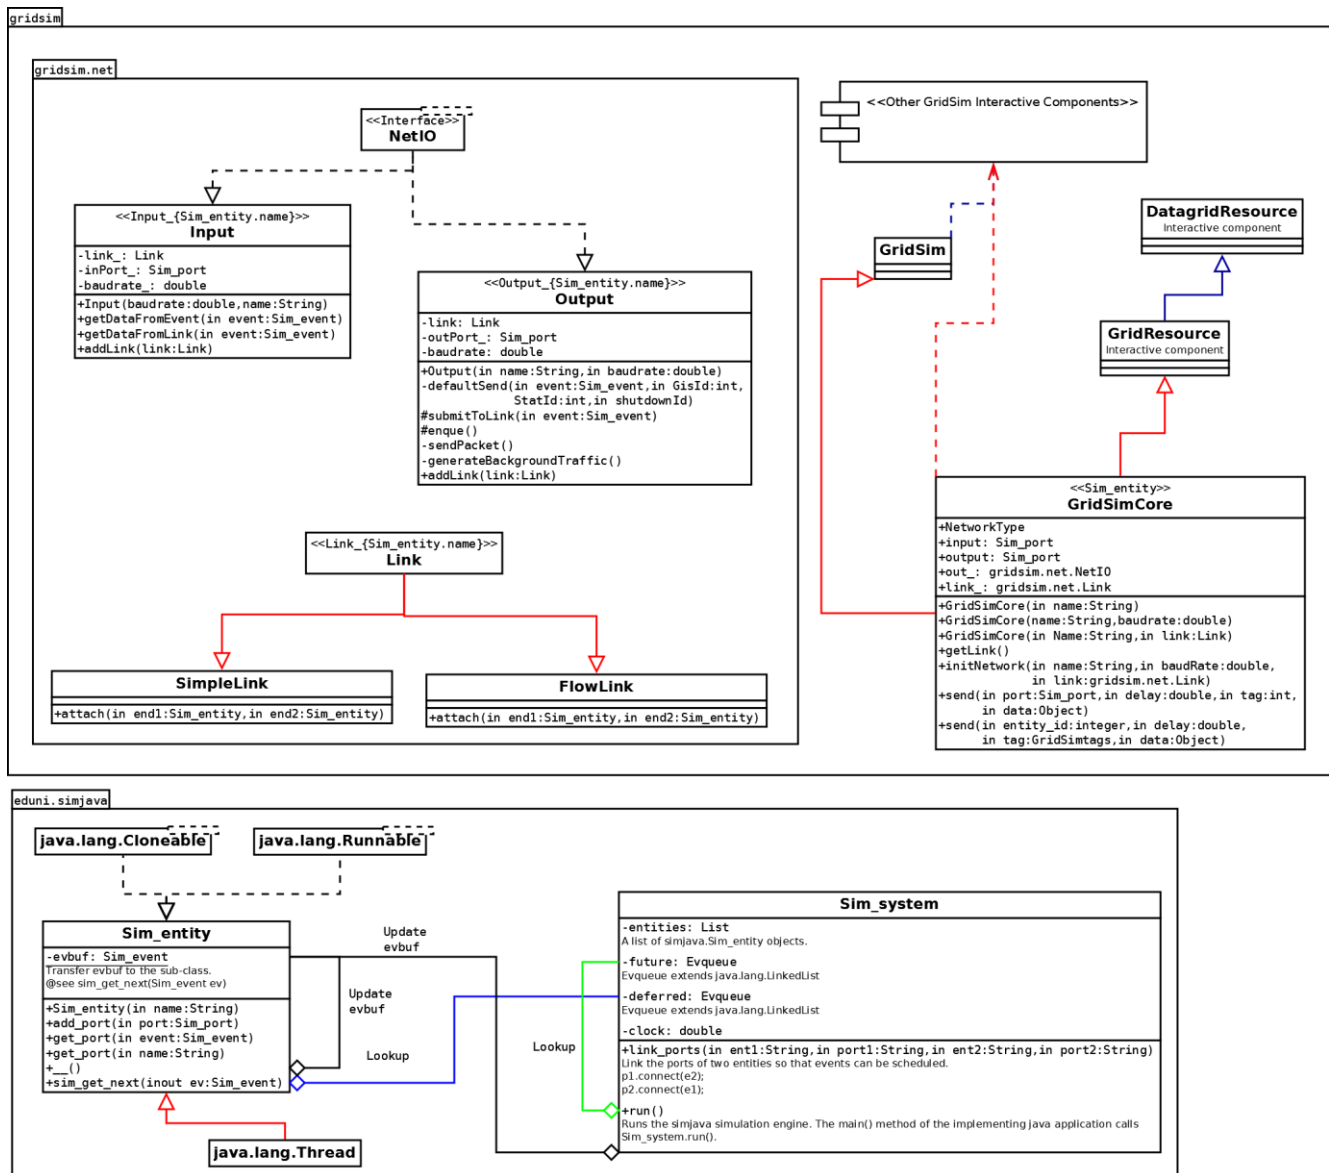 gridsim
gridsim.net
<<Interface>>
NetIO
<<Input_{Sim_entity.name}>>
Input
-link_: Link
-inPort_: Sim_port
-baudrate_: double
+Input(baudrate:double,name:String)
+getDataFromEvent(in event:Sim_event)
+getDataFromLink(in event:Sim_event)
+addLink(link:Link)
<<Output_{Sim_entity.name}>>
Output
-link: Link
-outPort_: Sim_port
-baudrate: double
+Output(in name:String,in baudrate:double)
-defaultSend(in event:Sim_event,in GisId:int,
StatId:int,in shutdownId)
#submitToLink(in event:Sim_event)
#enque()
-sendPacket()
-generateBackgroundTraffic()
+addLink(link:Link)
<<Link_{Sim_entity.name}>>
Link
SimpleLink
+attach(in end1:Sim_entity,in end2:Sim_entity)
FlowLink
+attach(in end1:Sim_entity,in end2:Sim_entity)
<<Other GridSim Interactive Components>>
GridSim
DatagridResource
Interactive component
GridResource
Interactive component
<<Sim_entity>>
GridSimCore
+NetworkType
+input: Sim_port
+output: Sim_port
+out_: gridsim.net.NetIO
+link_: gridsim.net.Link
+GridSimCore(in name:String)
+GridSimCore(name:String,baudrate:double)
+GridSimCore(in Name:String,in link:Link)
+getLink()
+initNetwork(in name:String,in baudRate:double,
in link:gridsim.net.Link)
+send(in port:Sim_port,in delay:double,in tag:int,
in data:Object)
+send(in entity_id:integer,in delay:double,
in tag:GridSimtags,in data:Object)
eduni.simjava
java.lang.Cloneable
java.lang.Runnable
Sim_entity
-evbuf: Sim_event
Transfer evbuf to the sub-class.
@see sim_get_next(Sim_event ev)
+Sim_entity(in name:String)
+add_port(in port:Sim_port)
+get_port(in event:Sim_event)
+get_port(in name:String)
+__()
+sim_get_next(inout ev:Sim_event)
java.lang.Thread
Update
evbuf
Update
evbuf
Lookup
Lookup
Sim_system
-entities: List
A list of simjava.Sim_entity objects.
-future: Evqueue
Evqueue extends java.lang.LinkedList
-deferred: Evqueue
Evqueue extends java.lang.LinkedList
-clock: double
+link_ports(in ent1:String,in port1:String,in ent2:String,in port2:String)
Link the ports of two entities so that events can be scheduled.
p1.connect(e2);
p2.connect(e1);
+run()
Runs the simjava simulation engine. The main() method of the implementing java application calls
Sim_system.run().